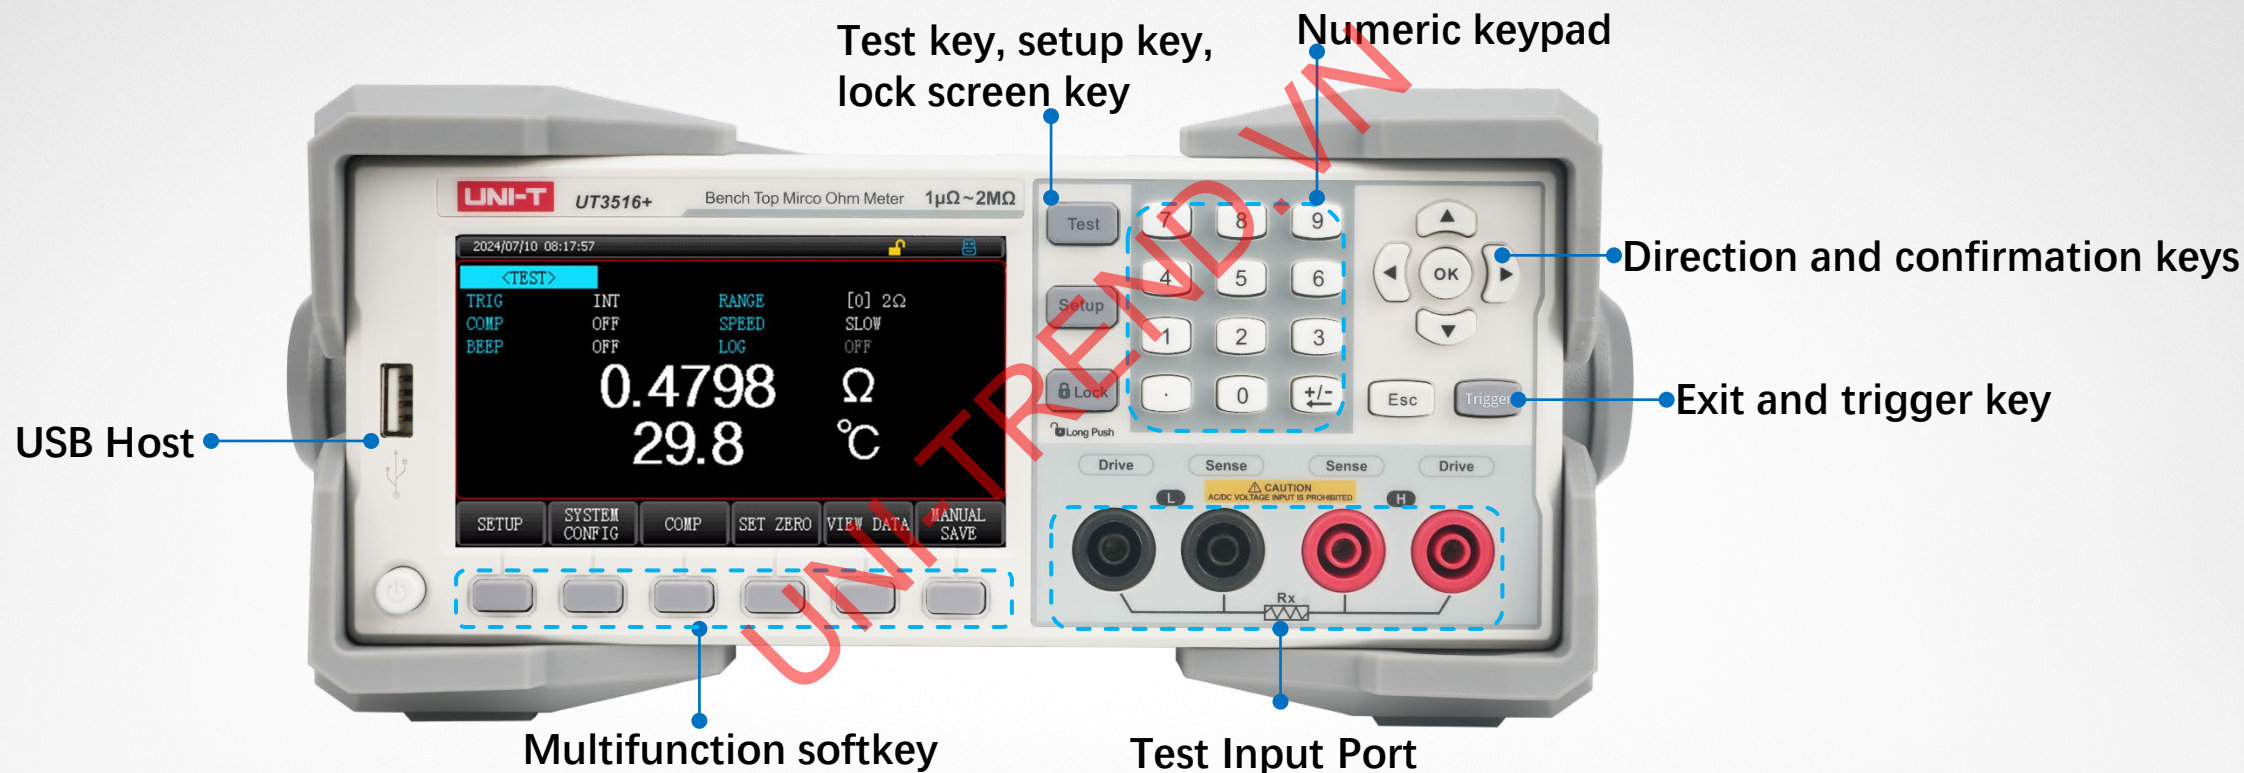 Test key, setup key,
lock screen key
Numeric keypad
UNI-T UT3516+ Bench Top Mirco Ohm Meter 1μΩ~2MΩ
2024/07/10 08:17:57
<TEST>
TRIG INT RANGE [0] 2Ω
COMP OFF SPEED SLOW
BEEP OFF LOG OFF
0.4798 Ω
29.8 ℃
SETUP SYSTEM CONFIG COMP SET ZERO VIEW DATA MANUAL SAVE
Test
Setup
Lock
Long Push
7 8 9
4 5 6
1 2 3
. 0 +/-
OK
Esc Trigger
Direction and confirmation keys
Exit and trigger key
USB Host
Drive Sense Sense Drive
L H
CAUTION
AC/DC VOLTAGE INPUT IS PROHIBITED
Rx
Multifunction softkey
Test Input Port
UNI-TREND.VN